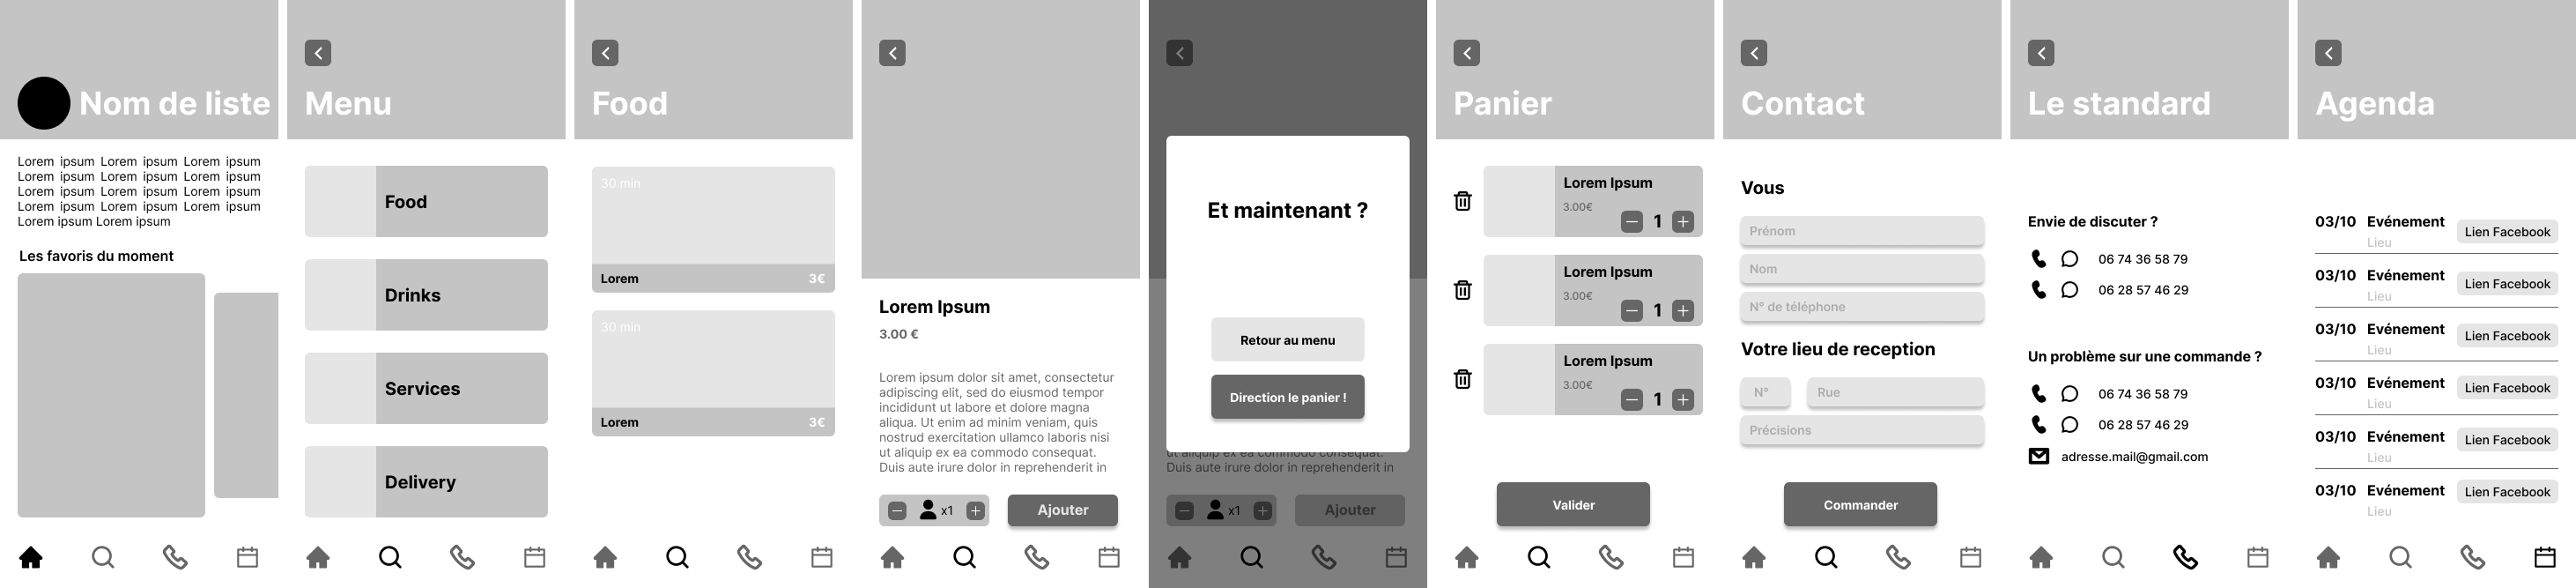 Nom de liste
Lorem ipsum Lorem ipsum Lorem ipsum
Lorem ipsum Lorem ipsum Lorem ipsum
Lorem ipsum Lorem ipsum Lorem ipsum
Lorem ipsum Lorem ipsum Lorem ipsum
Lorem ipsum Lorem ipsum
Les favoris du moment
Menu
Food
Drinks
Services
Delivery
Food
30 min
Lorem 3€
30 min
Lorem 3€
Lorem Ipsum
3.00 €
Lorem ipsum dolor sit amet, consectetur
adipiscing elit, sed do eiusmod tempor
incididunt ut labore et dolore magna
aliqua. Ut enim ad minim veniam, quis
nostrud exercitation ullamco laboris nisi
ut aliquip ex ea commodo consequat.
Duis aute irure dolor in reprehenderit in
x1 Ajouter
Et maintenant ?
Retour au menu
Direction le panier !
ut aliquip ex ea commodo consequat.
Duis aute irure dolor in reprehenderit in
x1 Ajouter
Panier
Lorem Ipsum
3.00€
1
Lorem Ipsum
3.00€
1
Lorem Ipsum
3.00€
1
Valider
Contact
Vous
Prénom
Nom
N° de téléphone
Votre lieu de reception
N° Rue
Précisions
Commander
Le standard
Envie de discuter ?
06 74 36 58 79
06 28 57 46 29
Un problème sur une commande ?
06 74 36 58 79
06 28 57 46 29
adresse.mail@gmail.com
Agenda
03/10 Evénement Lien Facebook
Lieu
03/10 Evénement Lien Facebook
Lieu
03/10 Evénement Lien Facebook
Lieu
03/10 Evénement Lien Facebook
Lieu
03/10 Evénement Lien Facebook
Lieu
03/10 Evénement Lien Facebook
Lieu